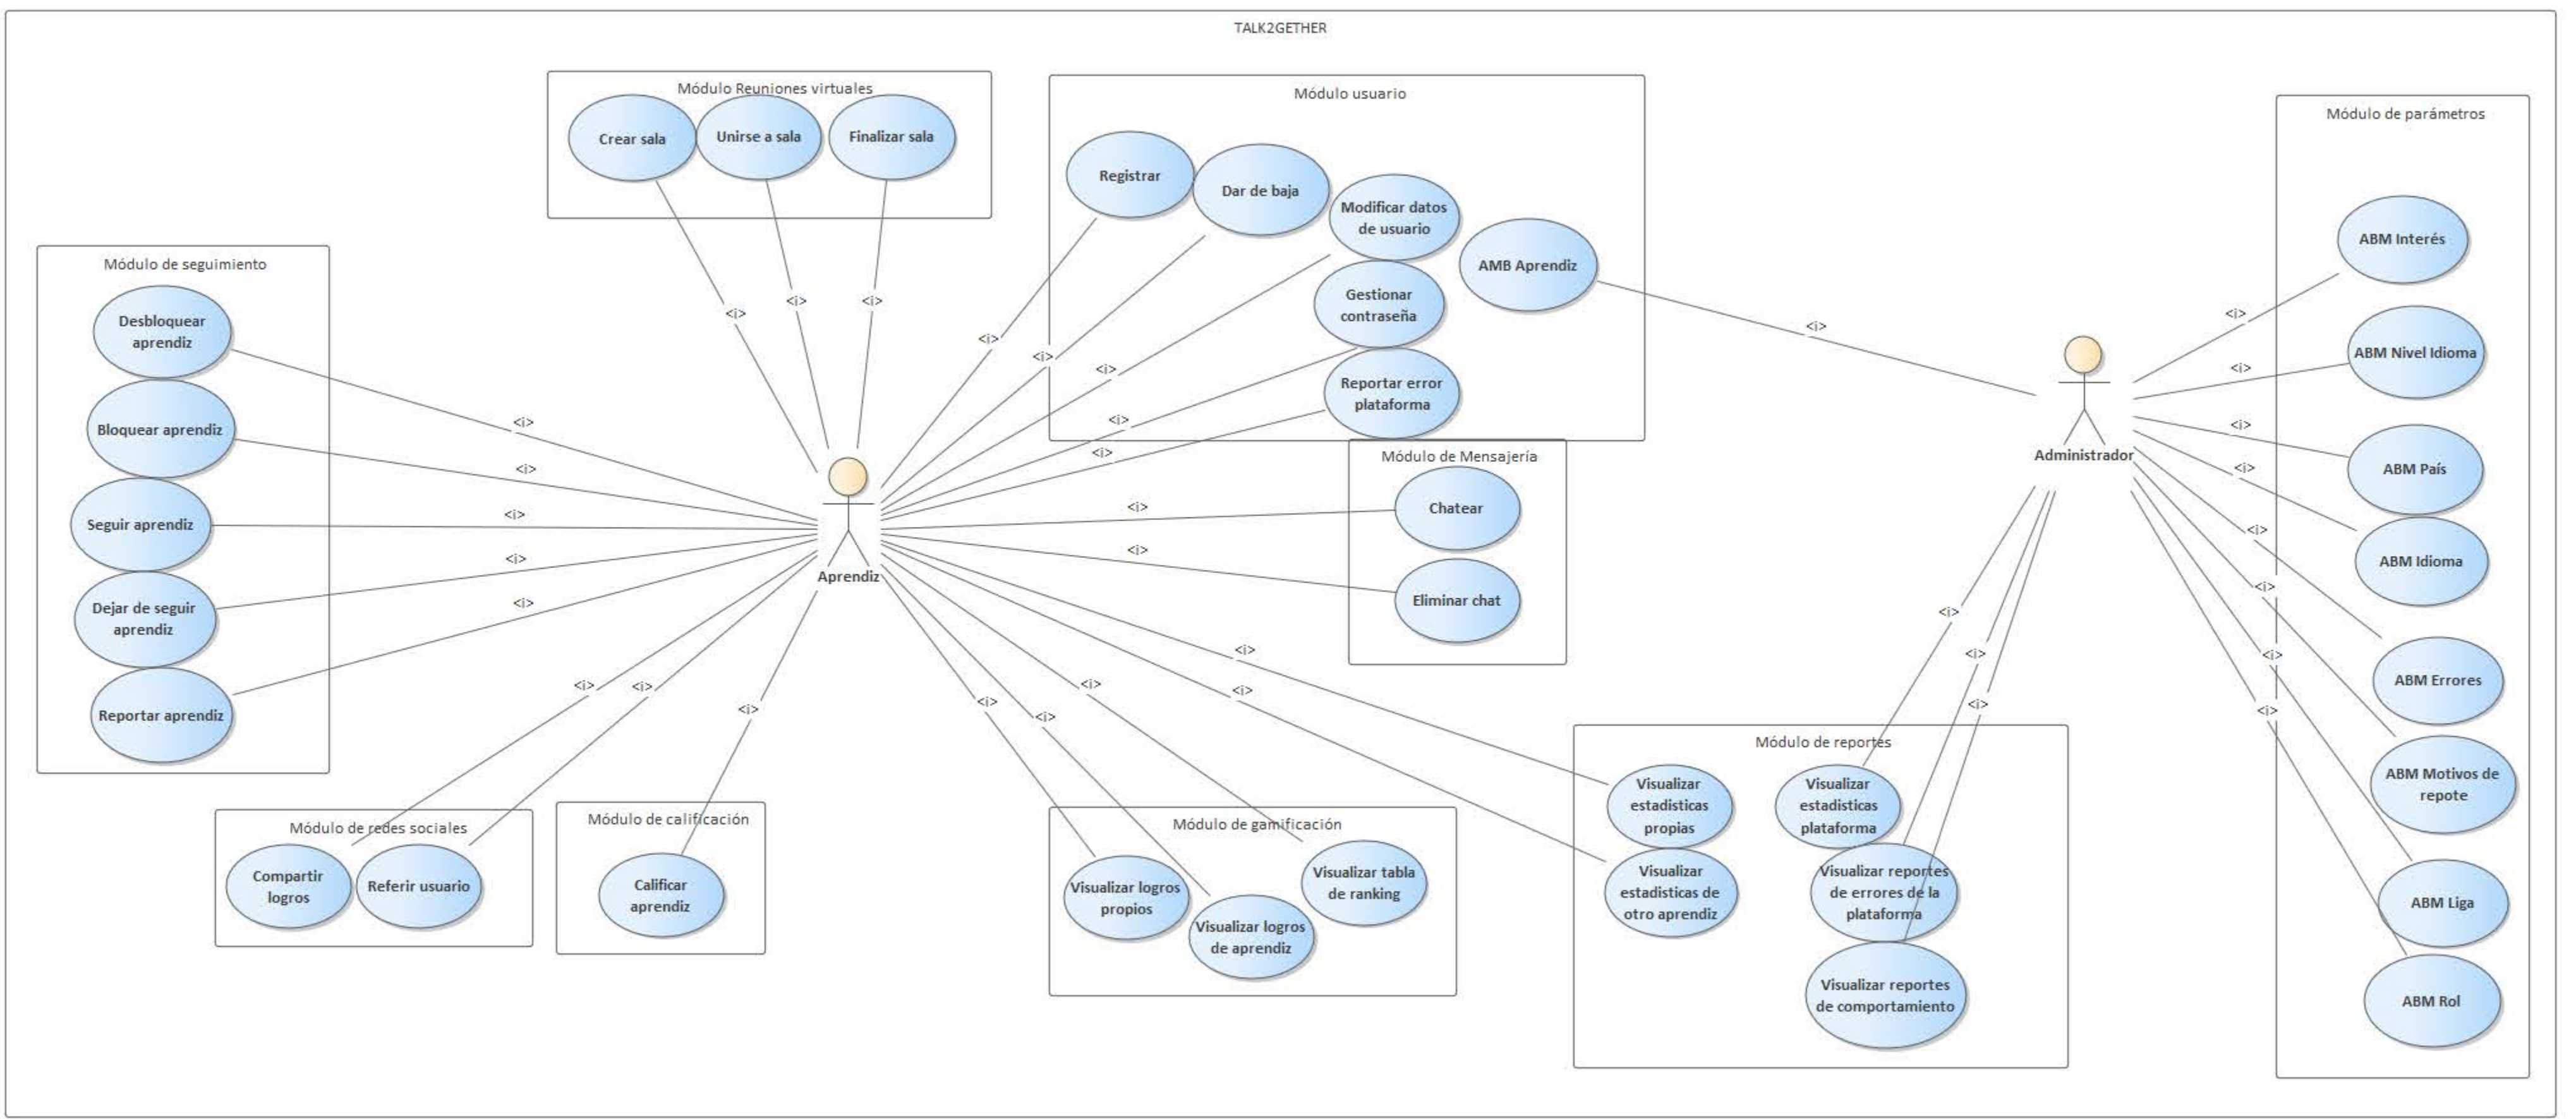 TALK2GETHER
Módulo Reuniones virtuales
Crear sala
Unirse a sala
Finalizar sala
<i>
<i>
<i>
Módulo usuario
Registrar
Dar de baja
Modificar datos
de usuario
Gestionar
contraseña
Reportar error
plataforma
AMB Aprendiz
<i>
<i>
<i>
<i>
<i>
<i>
Módulo de parámetros
ABM Interés
ABM Nivel Idioma
ABM País
ABM Idioma
ABM Errores
ABM Motivos de
repote
ABM Liga
ABM Rol
<i>
<i>
<i>
<i>
<i>
<i>
<i>
<i>
Administrador
Módulo de seguimiento
Desbloquear
aprendiz
Bloquear aprendiz
Seguir aprendiz
Dejar de seguir
aprendiz
Reportar aprendiz
<i>
<i>
<i>
<i>
<i>
Aprendiz
Módulo de Mensajería
Chatear
Eliminar chat
<i>
<i>
Módulo de redes sociales
Compartir
logros
Referir usuario
<i>
<i>
Módulo de calificación
Calificar
aprendiz
<i>
Módulo de gamificación
Visualizar logros
propios
Visualizar logros
de aprendiz
Visualizar tabla
de ranking
<i>
<i>
<i>
Módulo de reportes
Visualizar
estadisticas
propias
Visualizar
estadisticas de
otro aprendiz
Visualizar
estadisticas
plataforma
Visualizar reportes
de errores de la
plataforma
Visualizar reportes
de comportamiento
<i>
<i>
<i>
<i>
<i>